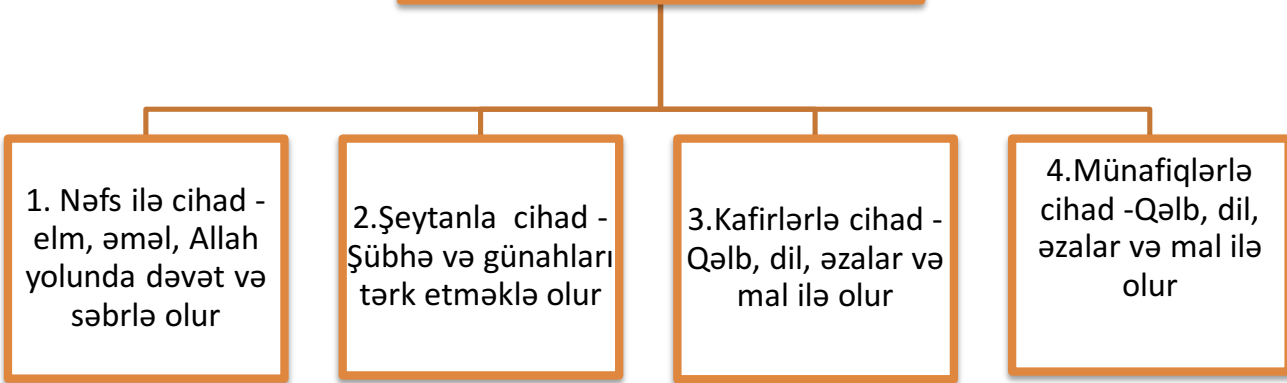 1. Nəfs ilə cihad -
elm, əməl, Allah
yolunda dəvət və
səbrlə olur
2.Şeytanla  cihad -
Şübhə və günahları
tərk etməklə olur
3.Kafirlərlə cihad -
Qəlb, dil, əzalar və
mal ilə olur
4.Münafiqlərlə
cihad -Qəlb, dil,
əzalar və mal ilə
olur